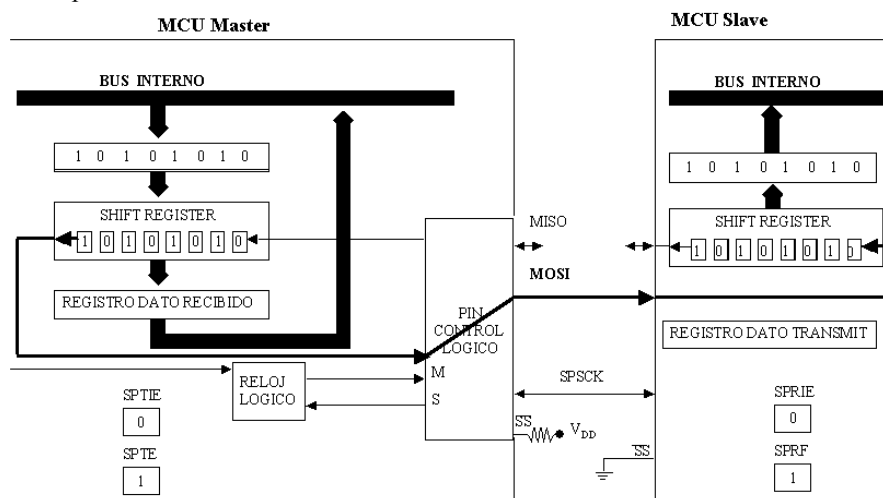 MCU Master
MCU Slave
BUS INTERNO
BUS INTERNO
1 0 1 0 1 0 1 0
1 0 1 0 1 0 1 0
SHIFT REGISTER
1 0 1 0 1 0 1 0
SHIFT REGISTER
1 0 1 0 1 0 1 0
MISO
MOSI
REGISTRO DATO RECIBIDO
PIN
CONTROL
LOGICO
REGISTRO DATO TRANSMIT
RELOJ
LOGICO
M
S
SPSCK
SS
VDD
SS
SPTIE
0
SPTE
1
SPRIE
0
SPRF
1